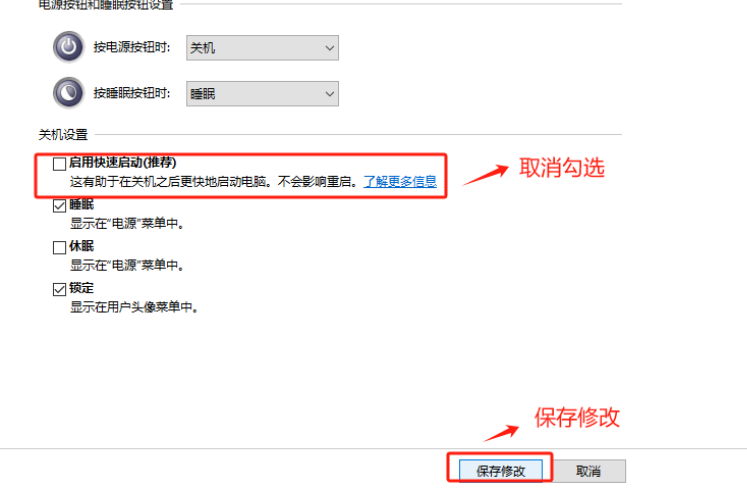 电源按钮和睡眠按钮设置
按电源按钮时: 关机
按睡眠按钮时: 睡眠
关机设置
启用快速启动(推荐)
这有助于在关机之后更快地启动电脑。不会影响重启。了解更多信息
取消勾选
睡眠
显示在"电源"菜单中。
休眠
显示在"电源"菜单中。
锁定
显示在用户头像菜单中。
保存修改
保存修改 取消